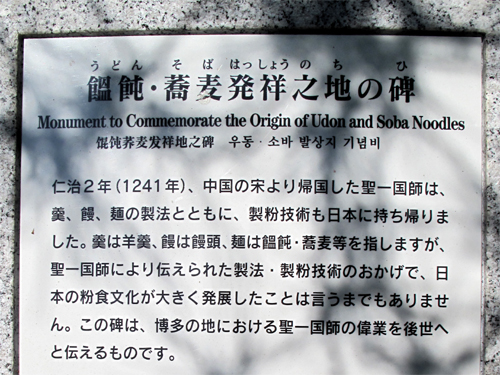 うどん そば はっしょう の ち ひ
饂飩・蕎麦発祥之地の碑
Monument to Commemorate the Origin of Udon and Soba Noodles
馄饨荞麦发祥地之碑 우동·소바 발상지 기념비
仁治2年(1241年)、中国の宋より帰国した聖一国師は、
羹、饅、麺の製法とともに、製粉技術も日本に持ち帰りま
した。羹は羊羹、饅は饅頭、麺は饂飩・蕎麦等を指しますが、
聖一国師により伝えられた製法・製粉技術のおかげで、日
本の粉食文化が大きく発展したことは言うまでもありませ
ん。この碑は、博多の地における聖一国師の偉業を後世へ
と伝えるものです。